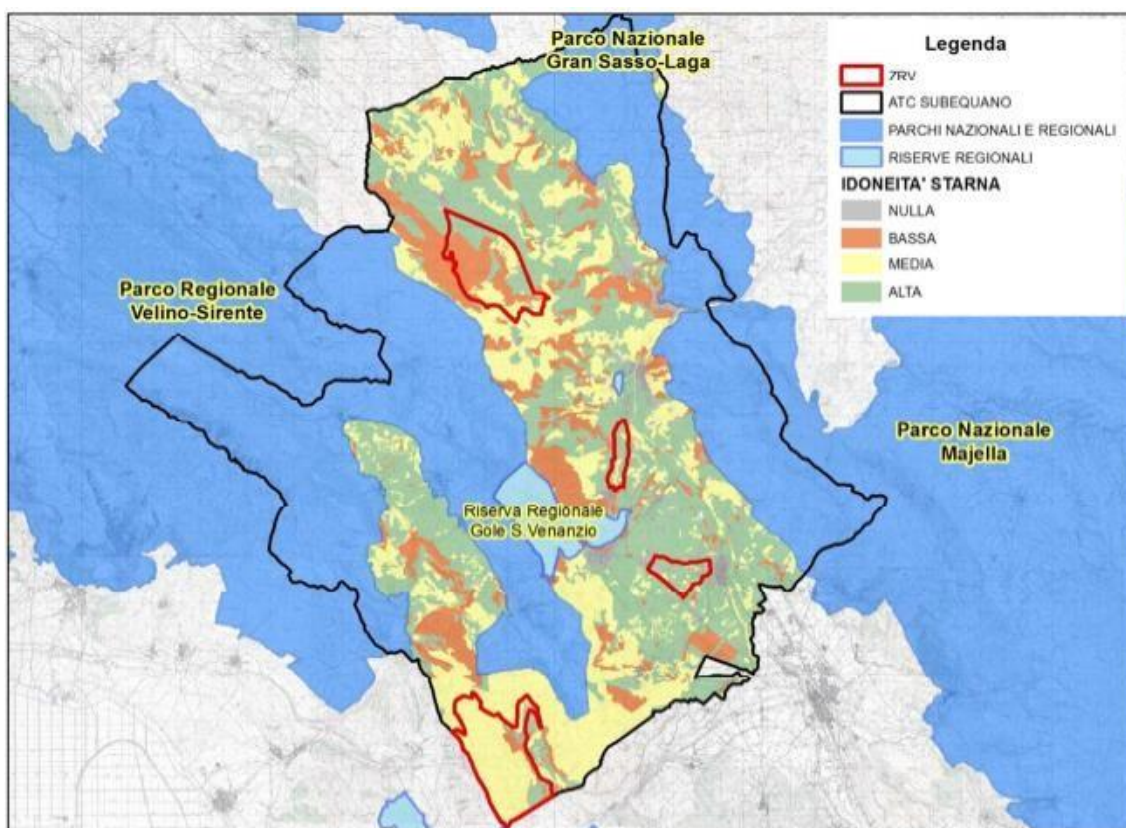 Parco Nazionale
Gran Sasso-Laga
Legenda
ZRV
ATC SUBEQUANO
PARCHI NAZIONALI E REGIONALI
RISERVE REGIONALI
IDONEITA' STARNA
NULLA
BASSA
MEDIA
ALTA
Parco Regionale
Velino-Sirente
Parco Nazionale
Majella
Riserva Regionale
Gole S.Venanzio